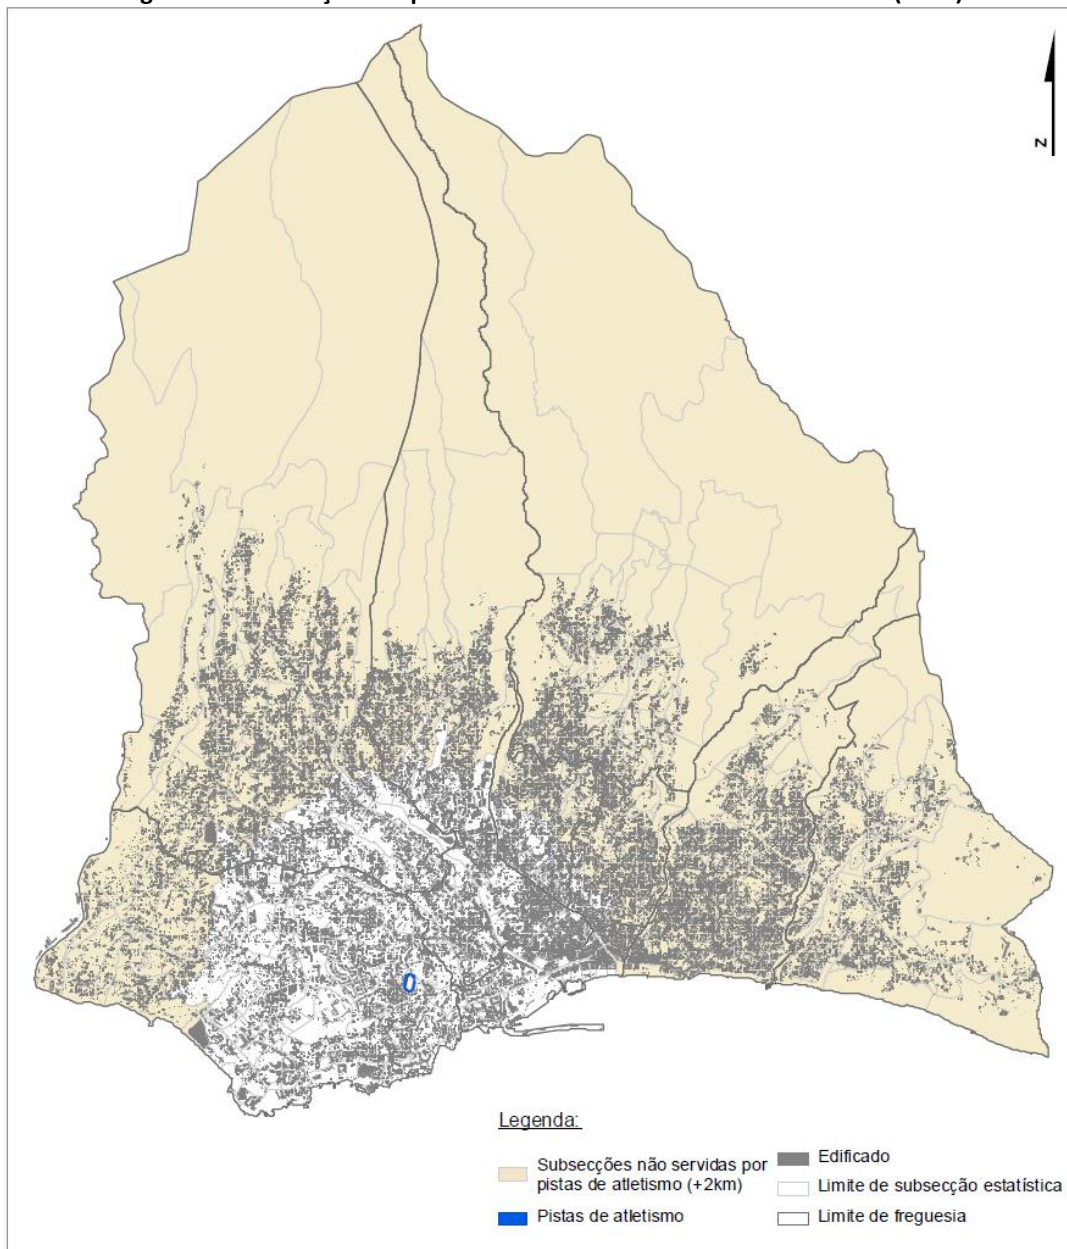 N
Legenda:
Subsecções não servidas por
pistas de atletismo (+2km)
Pistas de atletismo
Edificado
Limite de subsecção estatística
Limite de freguesia